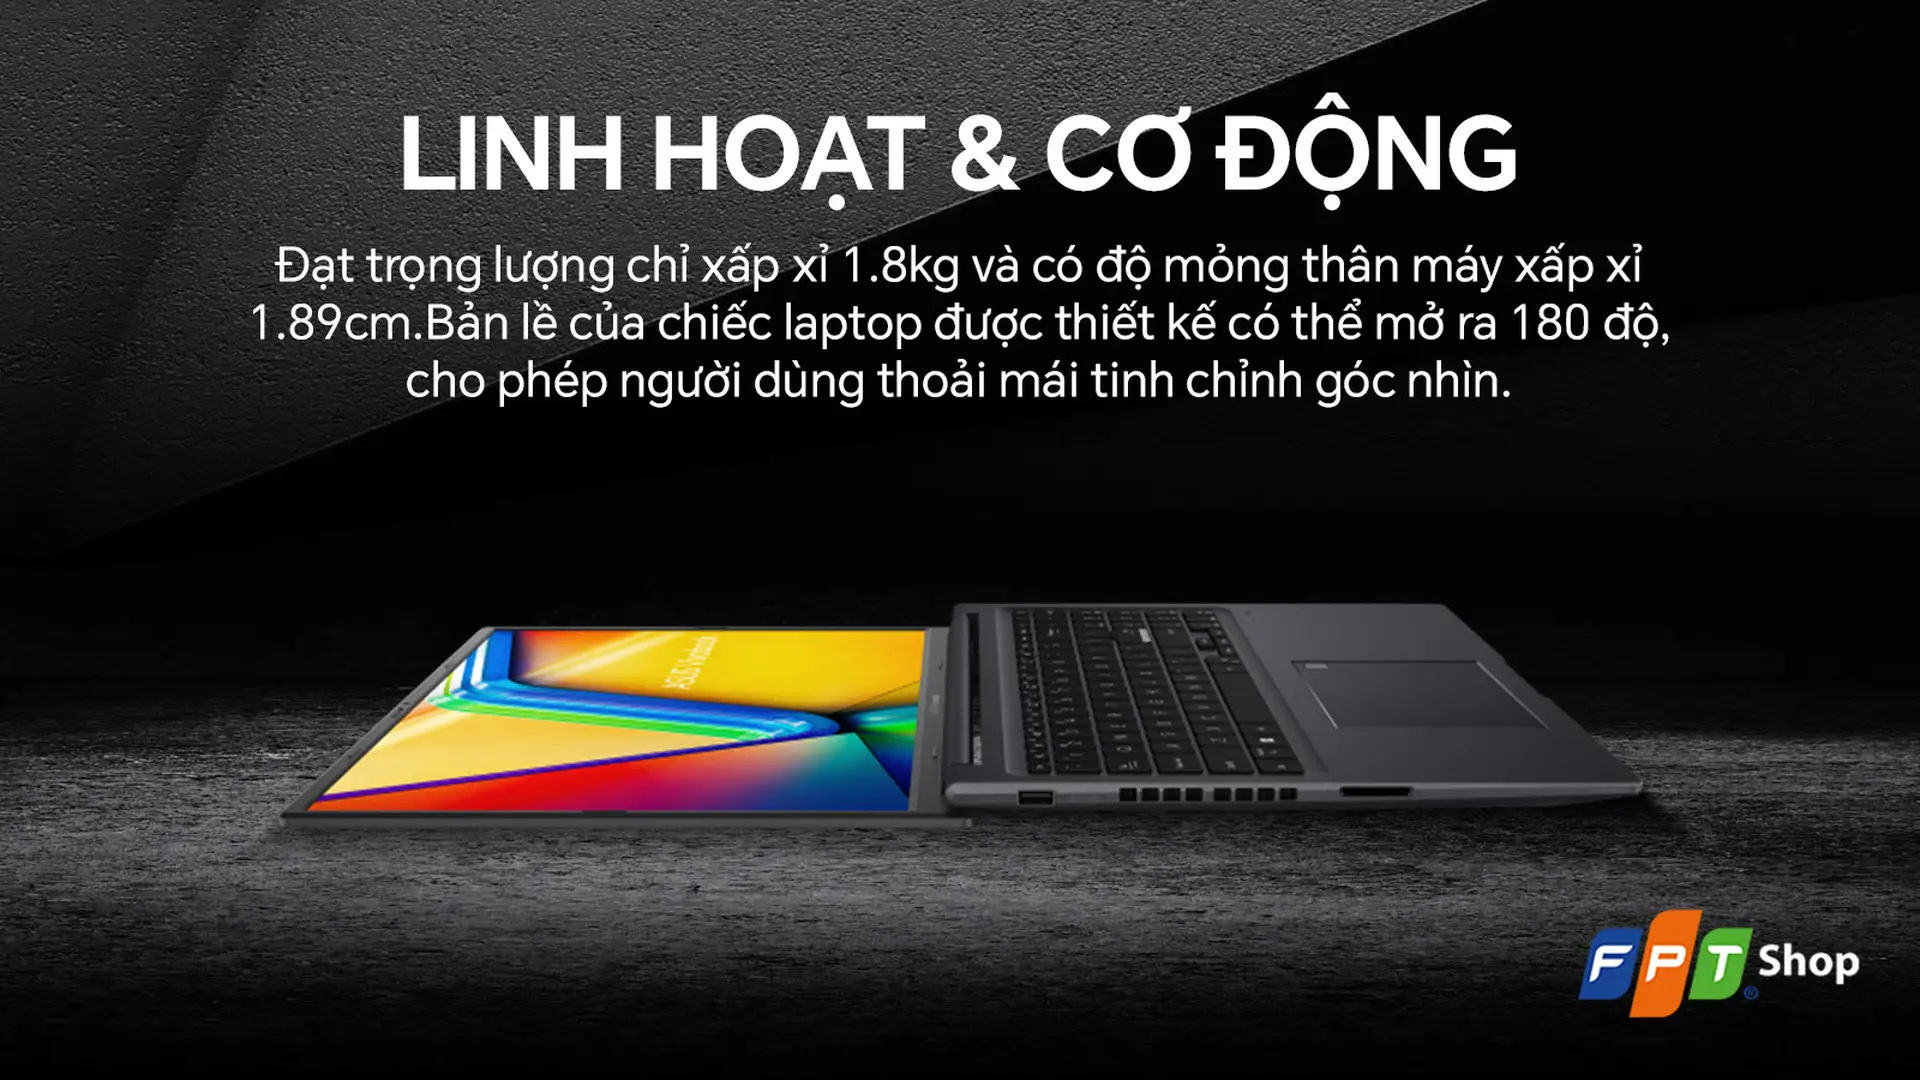 LINH HOẠT & CƠ ĐỘNG
Đạt trọng lượng chỉ xấp xỉ 1.8kg và có độ mỏng thân máy xấp xỉ
1.89cm.Bản lề của chiếc laptop được thiết kế có thể mở ra 180 độ,
cho phép người dùng thoải mái tinh chỉnh góc nhìn.
ASUS Vivobook
FPT® Shop